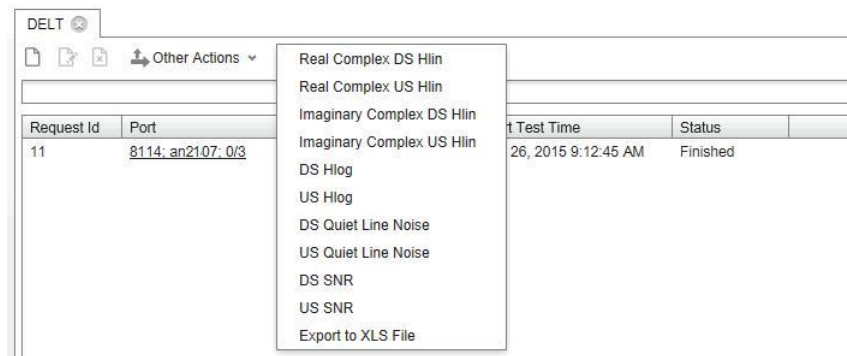 DELT
Other Actions
Real Complex DS Hlin
Real Complex US Hlin
Imaginary Complex DS Hlin
Imaginary Complex US Hlin
DS Hlog
US Hlog
DS Quiet Line Noise
US Quiet Line Noise
DS SNR
US SNR
Export to XLS File
Request Id Port t Test Time Status
11 8114; an2107; 0/3 26, 2015 9:12:45 AM Finished